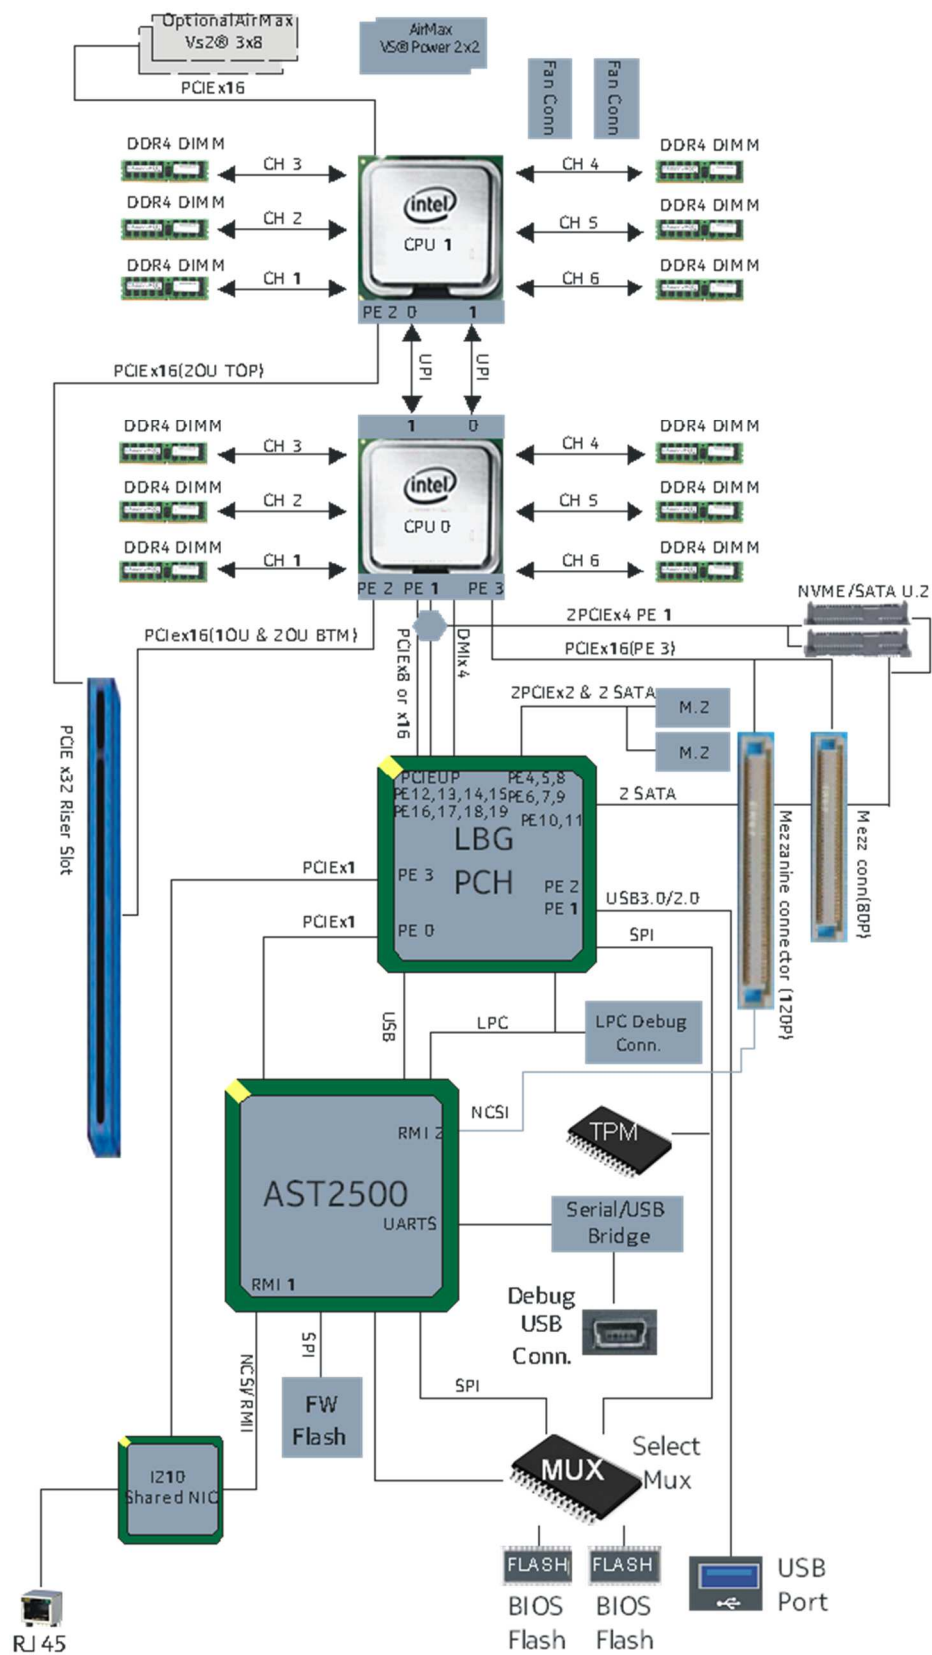 OptionalAirMax
VS2® 3x8
AirMax
VS® Power 2x2
Fan Conn
Fan Conn
PCIEx16
DDR4 DIMM
CH 3
CH 4
DDR4 DIMM
DDR4 DIMM
CH 2
intel
CPU 1
CH 5
DDR4 DIMM
DDR4 DIMM
CH 1
CH 6
DDR4 DIMM
PE 2 0
1
UPI
UPI
PCIEx16(2OU TOP)
1
0
DDR4 DIMM
CH 3
CH 4
DDR4 DIMM
DDR4 DIMM
CH 2
intel
CPU 0
CH 5
DDR4 DIMM
DDR4 DIMM
CH 1
CH 6
DDR4 DIMM
PE 2 PE 1 PE 3
NVME/SATA U.2
2PCIEx4 PE 1
PCIex16(1OU & 2OU BTM)
PCIEx8 or x16
DMIx4
PCIEx16(PE 3)
2PCIEx2 & 2 SATA
M.2
M.2
PCIE x32 Riser Slot
PCIEUP
PE12,13,14,15
PE16,17,18,19
PE4,5,8
PE6,7,9
PE10,11
LBG
PCH
2 SATA
Mezzanine connector (120P)
Mezz conn(80P)
PCIEx1
PE 3
PE 2
PE 1
USB3.0/2.0
PCIEx1
PE 0
SPI
USB
LPC
LPC Debug
Conn.
NCSI
RMI 2
TPM
AST2500
UARTS
Serial/USB
Bridge
RMI 1
Debug
USB
Conn.
NCSI/RMII
SPI
SPI
FW
Flash
MUX
Select
Mux
I210
Shared NIC
FLASH
FLASH
BIOS
Flash
BIOS
Flash
USB
Port
RJ45